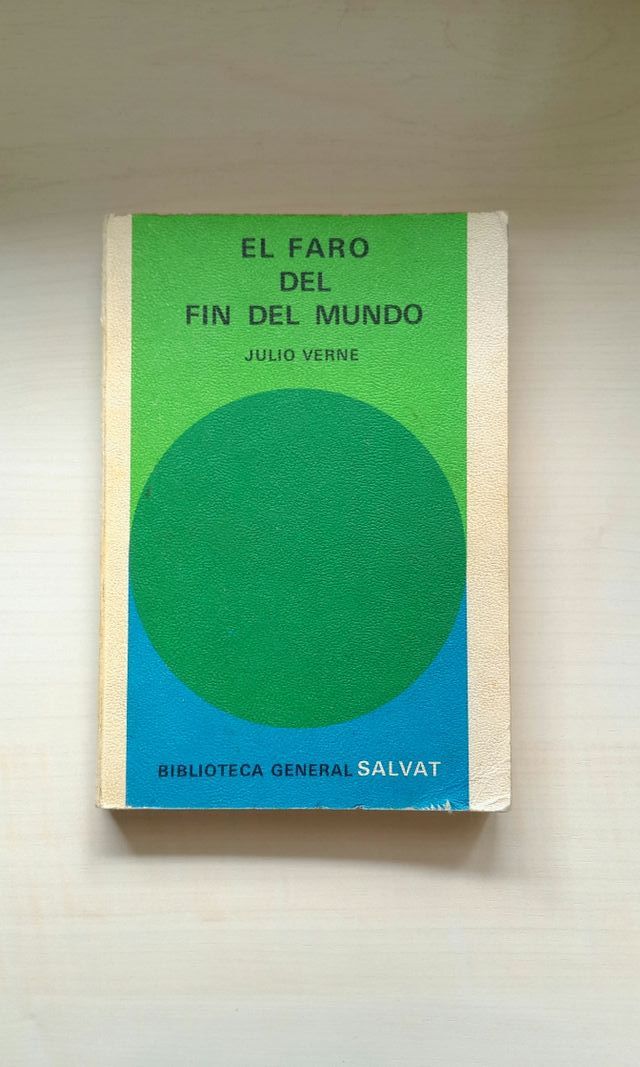 EL FARO
DEL
FIN DEL MUNDO
JULIO VERNE
BIBLIOTECA GENERAL SALVAT